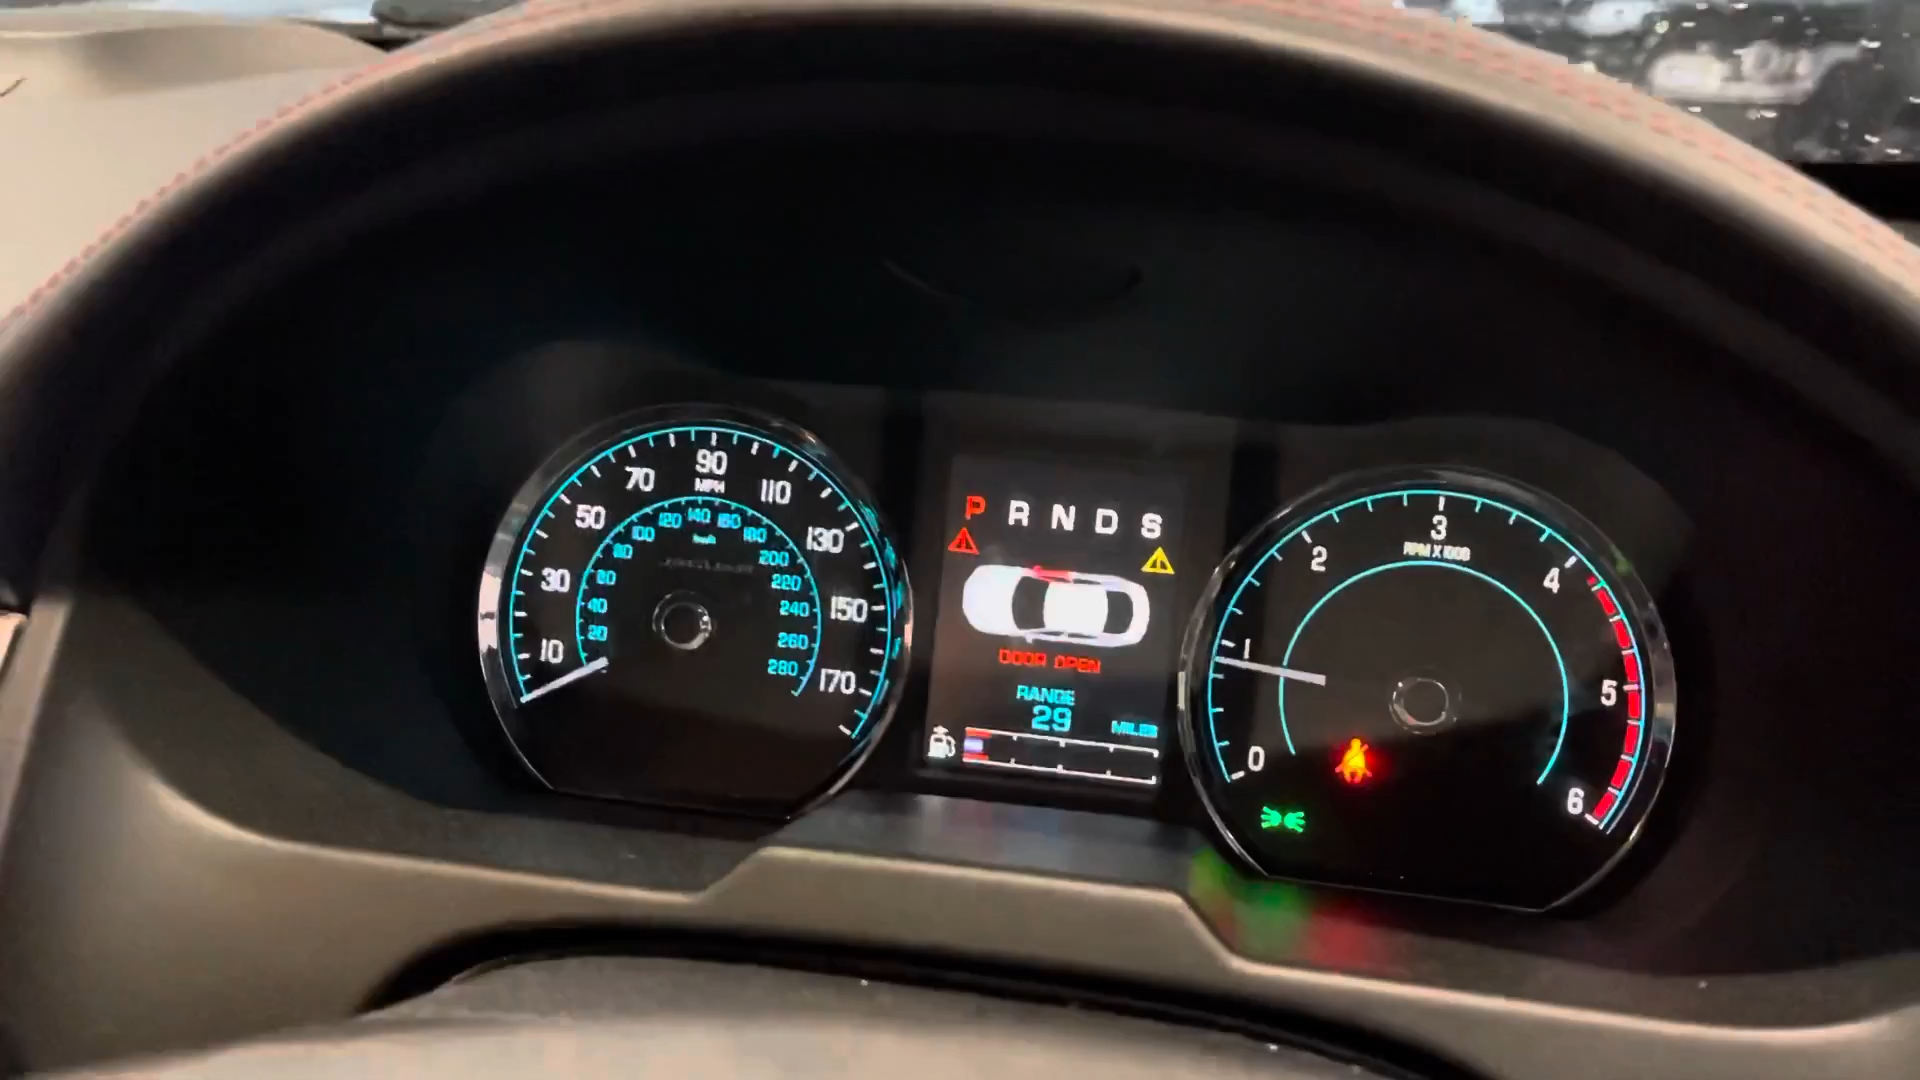 10 30 50 70 90 110 130 150 170
MPH
20 40 60 80 100 120 140 160 180 200 220 240 260 280
km/h
P R N D S
DOOR OPEN
RANGE
29 MILES
0 1 2 3 4 5 6
RPM X 1000